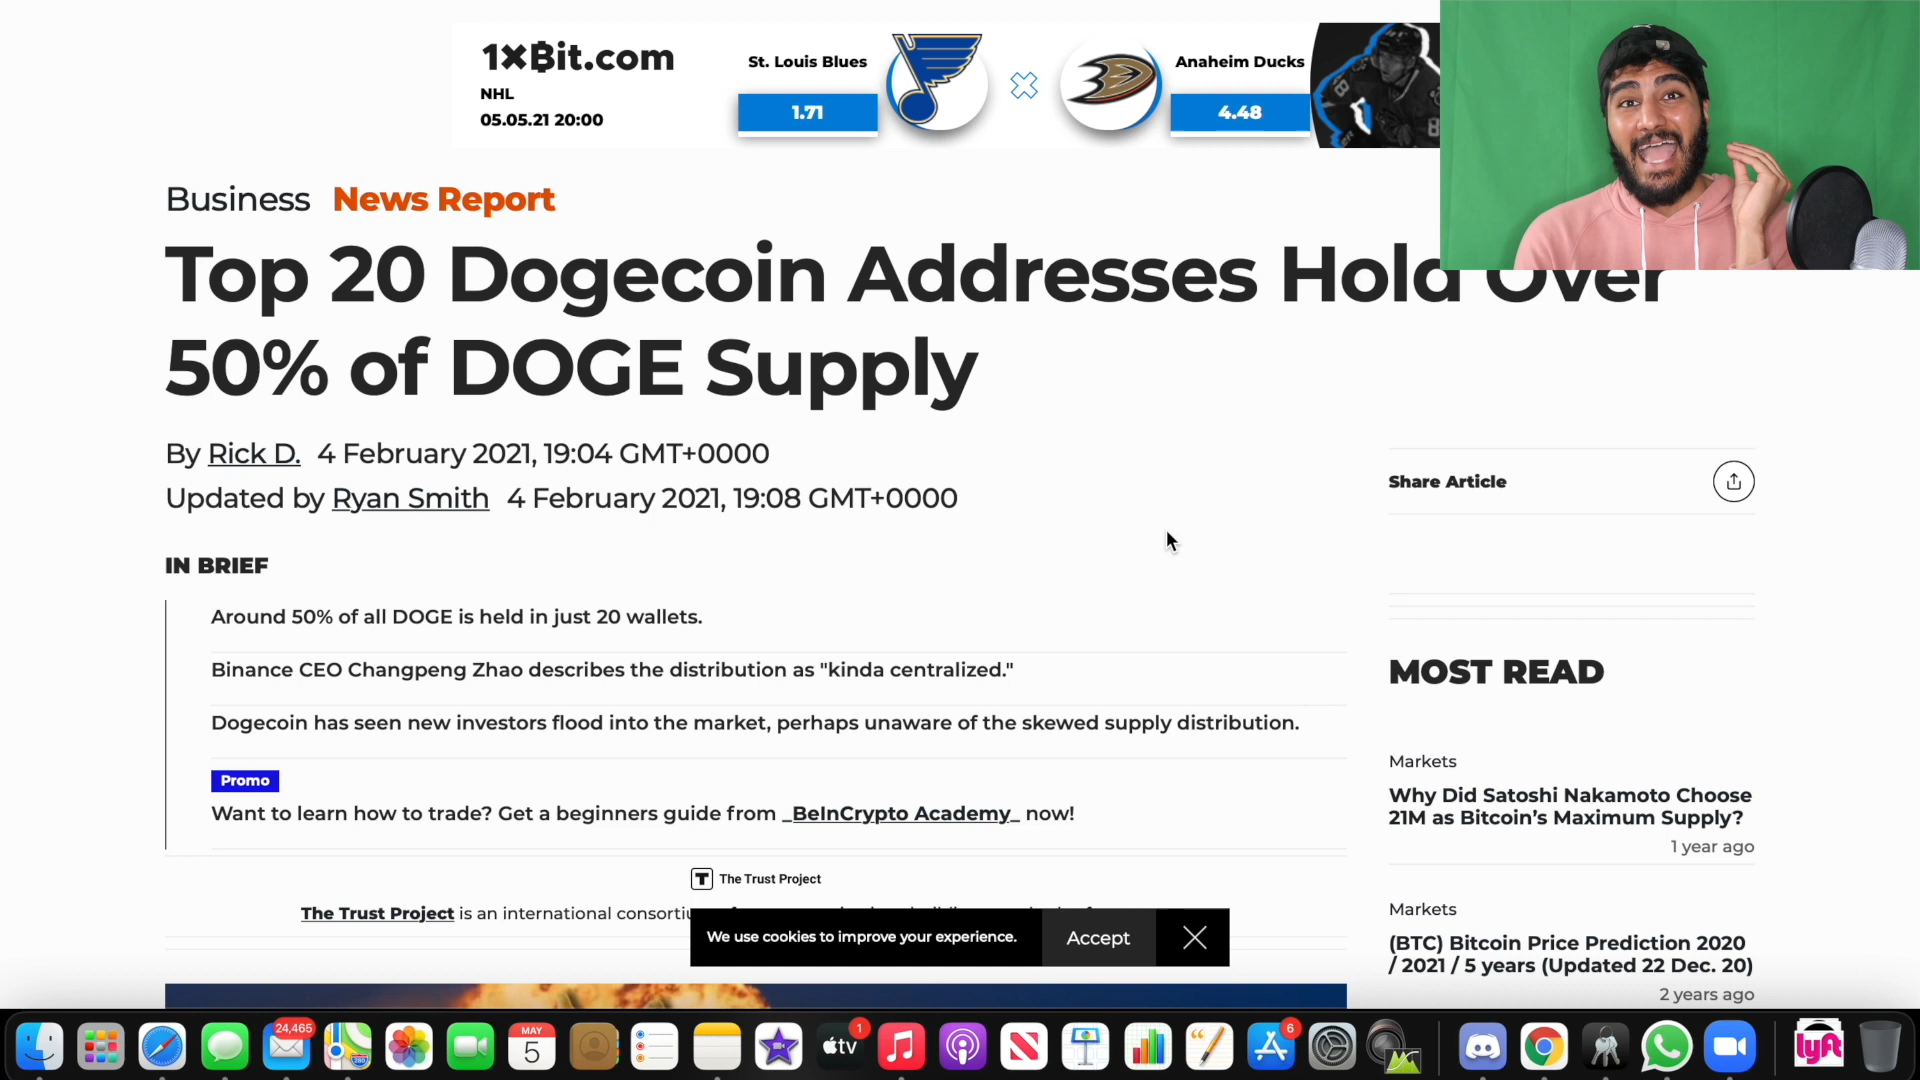 1XBit.com
NHL
05.05.21 20:00
St. Louis Blues
1.71
Anaheim Ducks
4.48
Business News Report
Top 20 Dogecoin Addresses Hold Over
50% of DOGE Supply
By Rick D. 4 February 2021, 19:04 GMT+0000
Updated by Ryan Smith 4 February 2021, 19:08 GMT+0000
Share Article
IN BRIEF
Around 50% of all DOGE is held in just 20 wallets.
Binance CEO Changpeng Zhao describes the distribution as "kinda centralized."
Dogecoin has seen new investors flood into the market, perhaps unaware of the skewed supply distribution.
Promo
Want to learn how to trade? Get a beginners guide from _BeInCrypto Academy_ now!
T The Trust Project
The Trust Project is an international
We use cookies to improve your experience.
Accept
MOST READ
Markets
Why Did Satoshi Nakamoto Choose
21M as Bitcoin’s Maximum Supply?
1 year ago
Markets
(BTC) Bitcoin Price Prediction 2020
/ 2021 / 5 years (Updated 22 Dec. 20)
2 years ago
24,465
MAY
5
tv
1
6
lyft